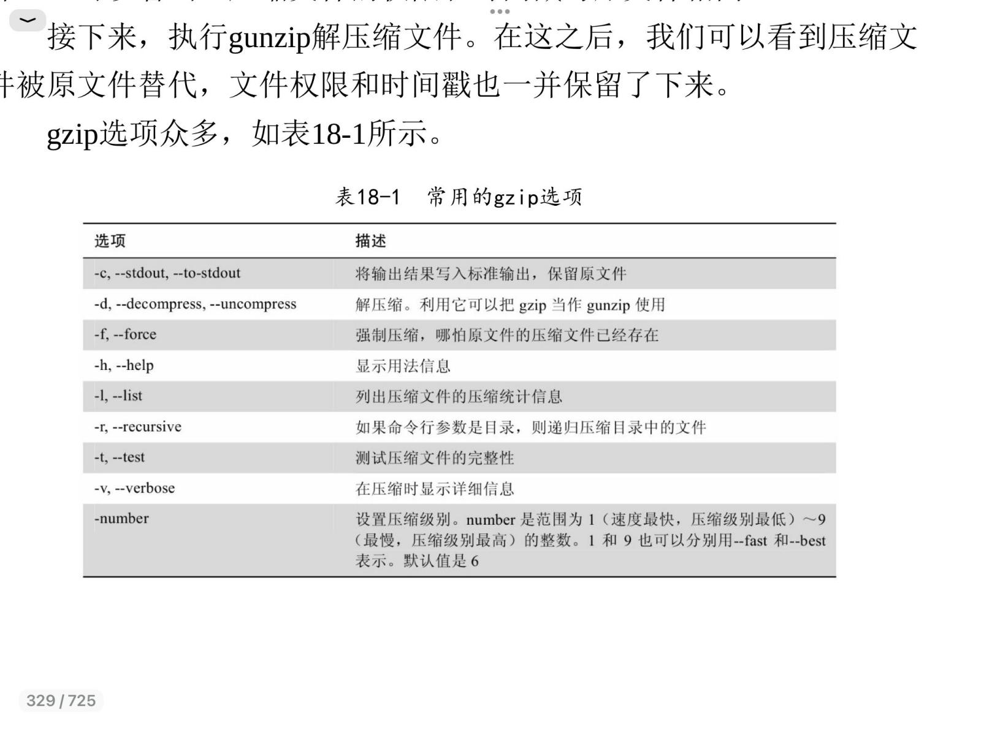 接下来，执行gunzip解压缩文件。在这之后，我们可以看到压缩文
件被原文件替代，文件权限和时间戳也一并保留了下来。
gzip选项众多，如表18-1所示。
表18-1 常用的gzip选项
选项 描述
-c, --stdout, --to-stdout 将输出结果写入标准输出，保留原文件
-d, --decompress, --uncompress 解压缩。利用它可以把 gzip 当作 gunzip 使用
-f, --force 强制压缩，哪怕原文件的压缩文件已经存在
-h, --help 显示用法信息
-l, --list 列出压缩文件的压缩统计信息
-r, --recursive 如果命令行参数是目录，则递归压缩目录中的文件
-t, --test 测试压缩文件的完整性
-v, --verbose 在压缩时显示详细信息
-number 设置压缩级别。number 是范围为 1（速度最快，压缩级别最低）～9
（最慢，压缩级别最高）的整数。1 和 9 也可以分别用--fast 和--best
表示。默认值是 6
329 / 725